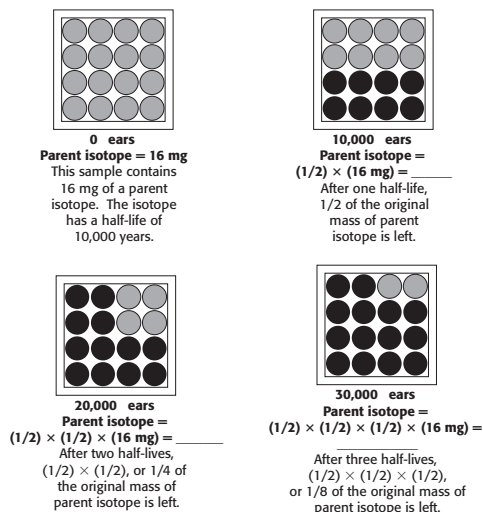 0 ears
Parent isotope = 16 mg
This sample contains
16 mg of a parent
isotope. The isotope
has a half-life of
10,000 years.
10,000 ears
Parent isotope =
(1/2) × (16 mg) = ______
After one half-life,
1/2 of the original
mass of parent
isotope is left.
20,000 ears
Parent isotope =
(1/2) × (1/2) × (16 mg) = _______
After two half-lives,
(1/2) × (1/2), or 1/4 of
the original mass of
parent isotope is left.
30,000 ears
Parent isotope =
(1/2) × (1/2) × (1/2) × (16 mg) =
____________
After three half-lives,
(1/2) × (1/2) × (1/2),
or 1/8 of the original mass of
parent isotope is left.